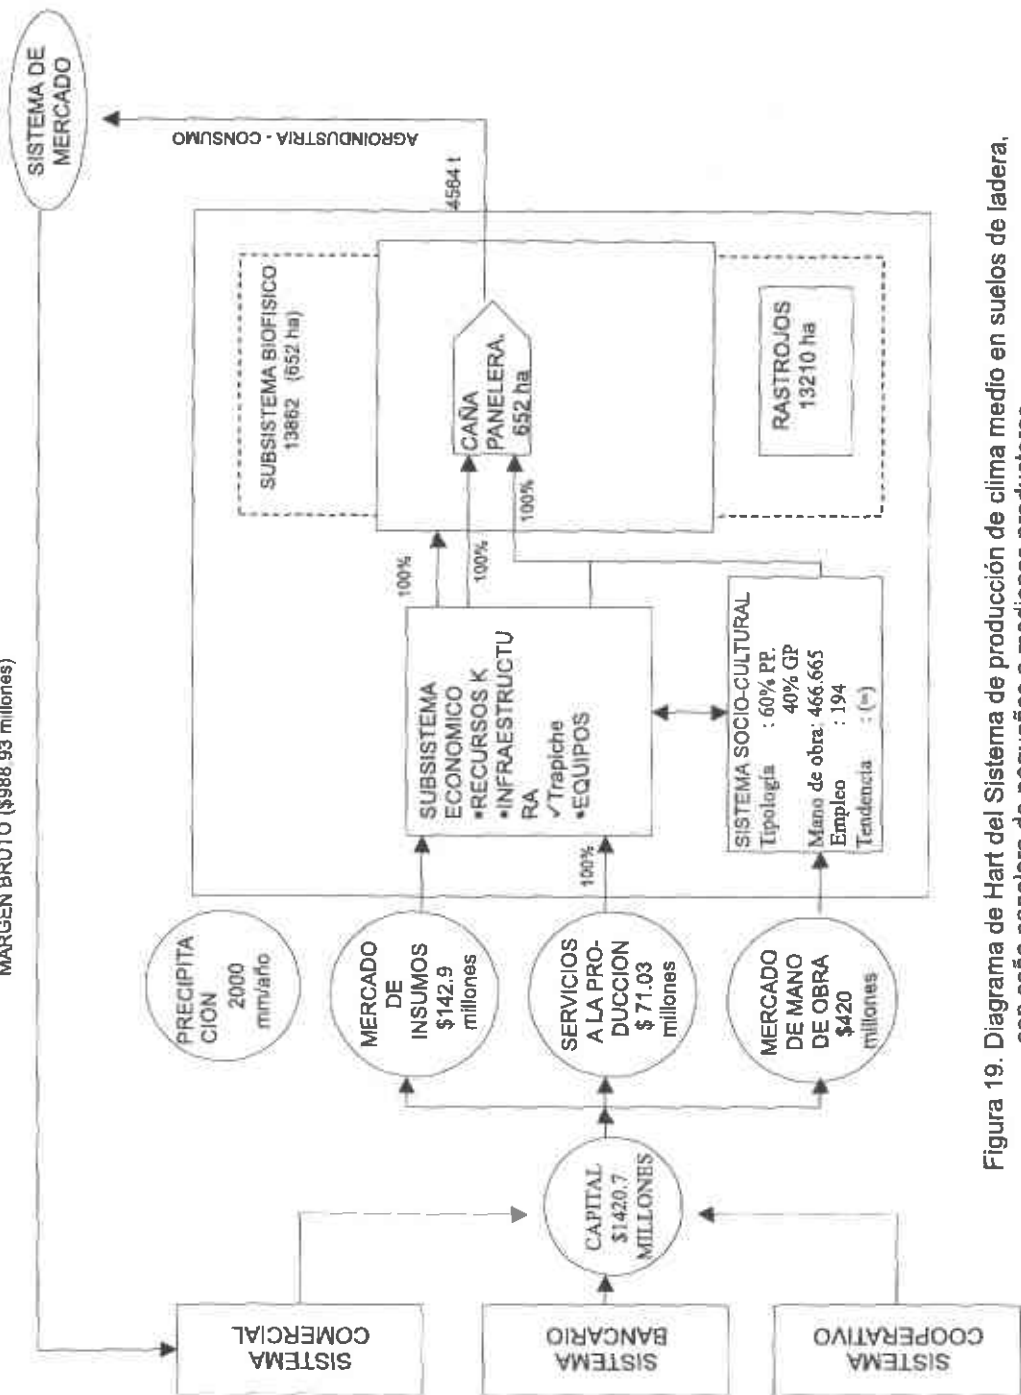 MARGEN BRUTO ($988.93 millones)
SISTEMA DE
MERCADO
AGROINDUSTRIA - CONSUMO
4564 t
SISTEMA
COMERCIAL
SISTEMA
BANCARIO
SISTEMA
COOPERATIVO
CAPITAL
$1420.7
MILLONES
PRECIPITA
CION
2000
mm/año
MERCADO
DE
INSUMOS
$142.9
millones
SERVICIOS
A LA PRO-
DUCCION
$ 71.03
millones
MERCADO
DE MANO
DE OBRA
$420
millones
100%
SUBSISTEMA
ECONOMICO
•RECURSOS K
•INFRAESTRUCTU
RA
✓Trapiche
•EQUIPOS
SISTEMA SOCIO-CULTURAL
Tipología : 60% PP.
40% GP
Mano de obra: 466.665
Empleo : 194
Tendencia : (=)
100%
100%
100%
SUBSISTEMA BIOFISICO
13862 (652 ha)
CAÑA
PANELERA.
652 ha
RASTROJOS
13210 ha
Figura 19. Diagrama de Hart del Sistema de producción de clima medio en suelos de ladera,
con caña panelera de pequeños a medianos productores